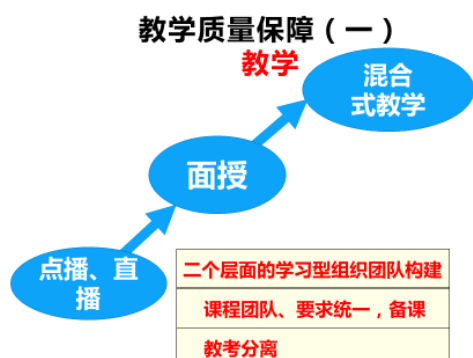 教学质量保障（一）
教学
混合
式教学
面授
点播、直
播
二个层面的学习型组织团队构建
课程团队、要求统一，备课
教考分离